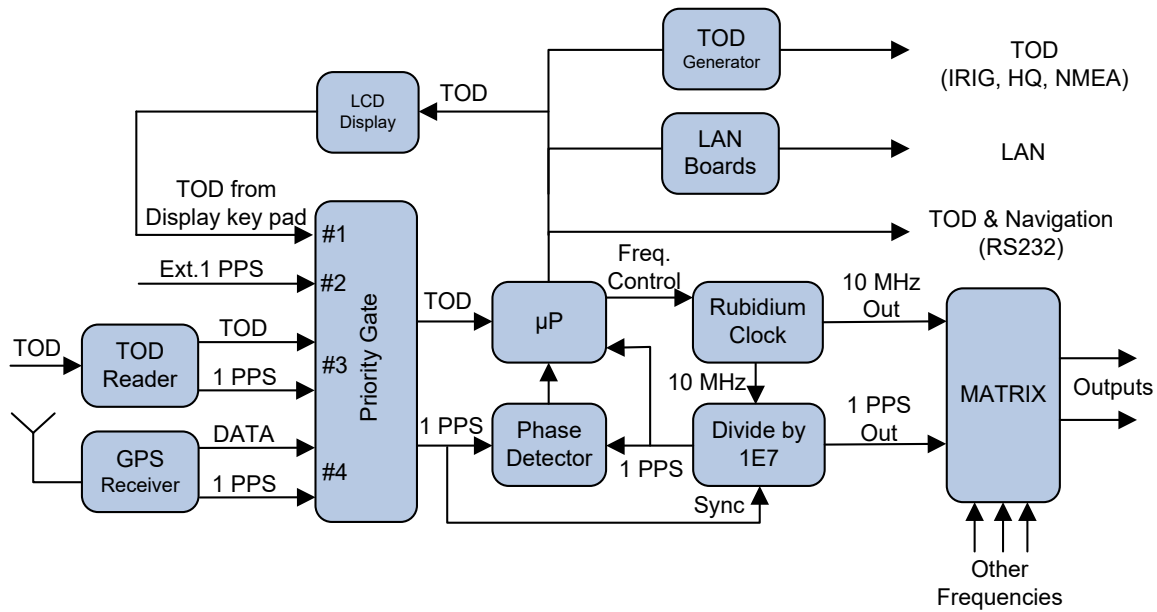 TOD
Generator
TOD
(IRIG, HQ, NMEA)
LCD
Display
TOD
LAN
Boards
LAN
TOD from
Display key pad
#1
TOD & Navigation
(RS232)
Ext.1 PPS
#2
Freq.
Control
10 MHz
Out
TOD
µP
Rubidium
Clock
TOD
TOD
Reader
TOD
1 PPS
#3
Priority Gate
10 MHz
MATRIX
Outputs
DATA
GPS
Receiver
1 PPS
#4
1 PPS
Phase
Detector
1 PPS
Divide by
1E7
1 PPS
Out
Sync
Other
Frequencies